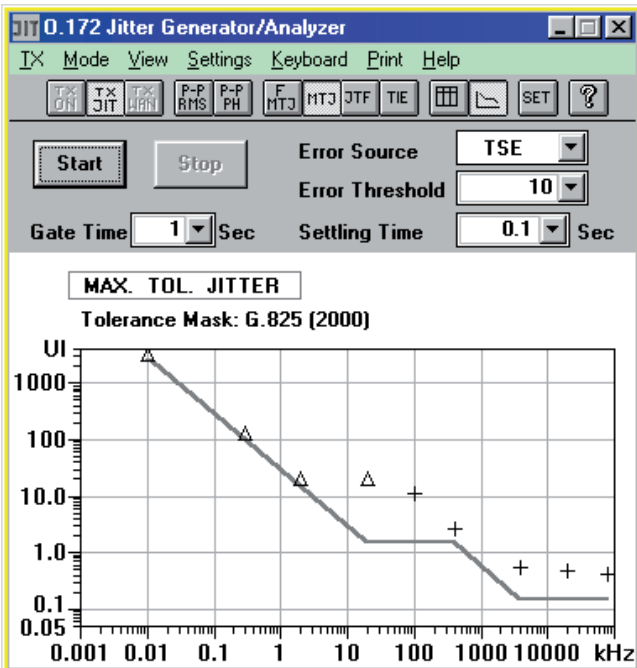 JIT O.172 Jitter Generator/Analyzer
TX Mode View Settings Keyboard Print Help
TX ON TX JIT TX WAN P-P RMS P-P PH F MTJ MTJ JTF TIE SET ?
Start Stop Error Source TSE
Error Threshold 10
Gate Time 1 Sec Settling Time 0.1 Sec
MAX. TOL. JITTER
Tolerance Mask: G.825 (2000)
UI
1000
100
10.0
1.0
0.1
0.05
0.001 0.01 0.1 1 10 100 1000 10000 kHz